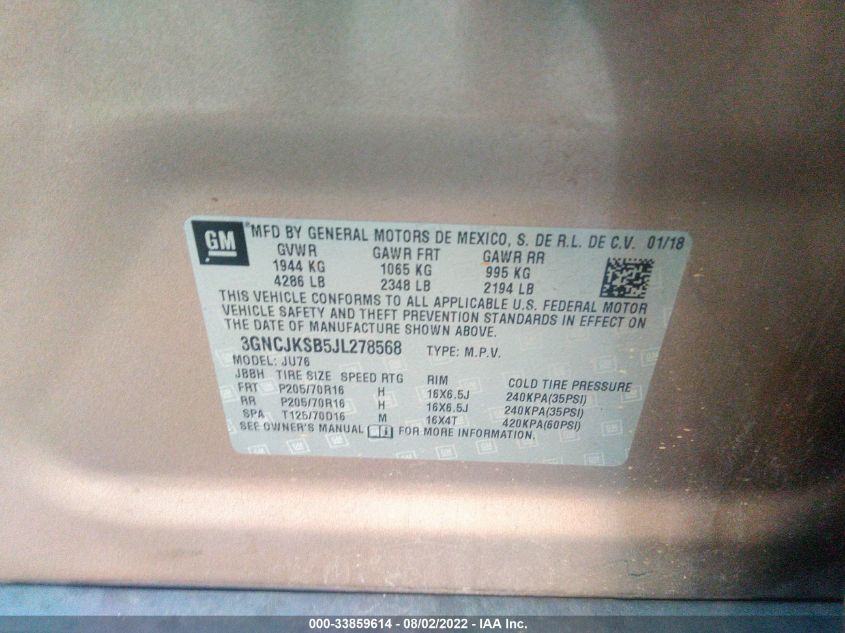 GM MFD BY GENERAL MOTORS DE MEXICO, S. DE R.L. DE C.V. 01/18
GVWR GAWR FRT GAWR RR
1944 KG 1065 KG 995 KG
4286 LB 2348 LB 2194 LB
THIS VEHICLE CONFORMS TO ALL APPLICABLE U.S. FEDERAL MOTOR
VEHICLE SAFETY AND THEFT PREVENTION STANDARDS IN EFFECT ON
THE DATE OF MANUFACTURE SHOWN ABOVE.
3GNCJKSB5JL278568 TYPE: M.P.V.
MODEL: JU76
JBBH TIRE SIZE SPEED RTG RIM COLD TIRE PRESSURE
FRT P205/70R16 H 16X6.5J 240KPA(35PSI)
RR P205/70R16 H 16X6.5J 240KPA(35PSI)
SPA T125/70D16 M 16X4T 420KPA(60PSI)
SEE OWNER'S MANUAL FOR MORE INFORMATION.
000-33859614 - 08/02/2022 - IAA Inc.